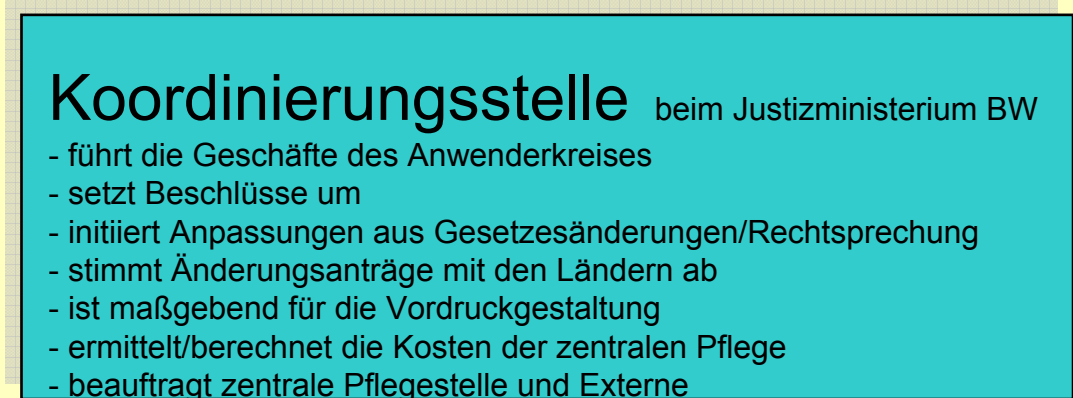 Koordinierungsstelle beim Justizministerium BW
- führt die Geschäfte des Anwenderkreises
- setzt Beschlüsse um
- initiiert Anpassungen aus Gesetzesänderungen/Rechtsprechung
- stimmt Änderungsanträge mit den Ländern ab
- ist maßgebend für die Vordruckgestaltung
- ermittelt/berechnet die Kosten der zentralen Pflege
- beauftragt zentrale Pflegestelle und Externe